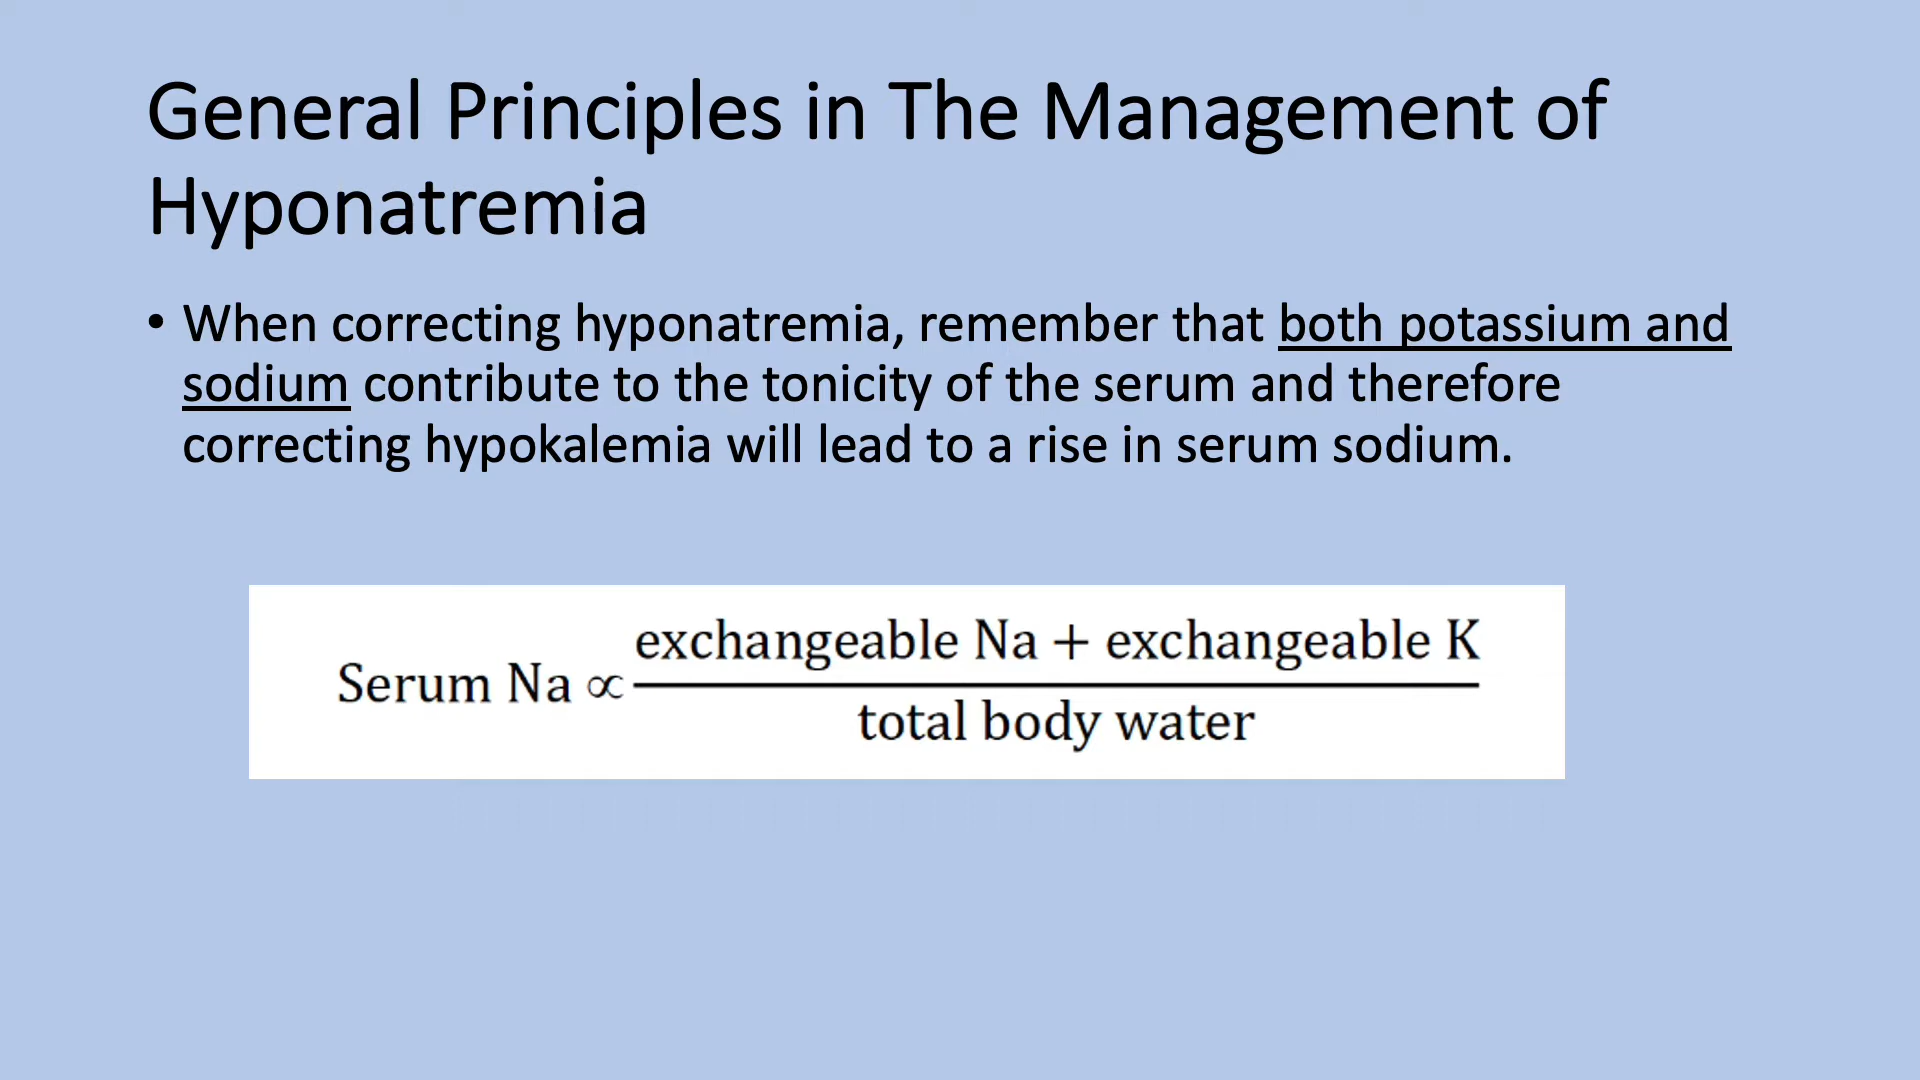 General Principles in The Management of
Hyponatremia
• When correcting hyponatremia, remember that both potassium and
sodium contribute to the tonicity of the serum and therefore
correcting hypokalemia will lead to a rise in serum sodium.
exchangeable Na + exchangeable K
Serum Na ∝
total body water